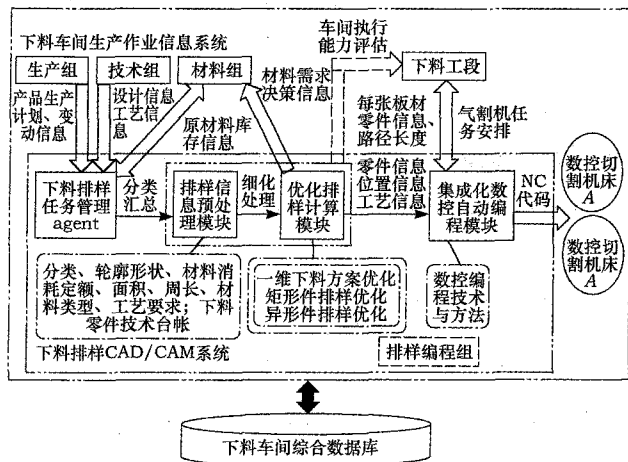 下料车间生产作业信息系统
生产组
技术组
材料组
车间执行
能力评估
下料工段
产品生产
计划、变
动信息
设计信息
工艺信
息
原材料库
存信息
材料需求
决策信息
每张板材
零件信息、
路径长度
气割机任
务安排
下料排样
任务管理
agent
分类
汇总
排样信
息预处
理模块
细化
处理
优化排
样计算
模块
零件信息
位置信息
工艺信息
集成化数
控自动编
程模块
NC
代码
数控切
割机床
A
数控切
割机床
A
分类、轮廓形状、材料消
耗定额、面积、周长、材
料类型、工艺要求；下料
零件技术台帐
一维下料方案优化
矩形件排样优化
异形件排样优化
数控编
程技术
与方法
下料排样CAD/CAM系统
排样编程组
下料车间综合数据库